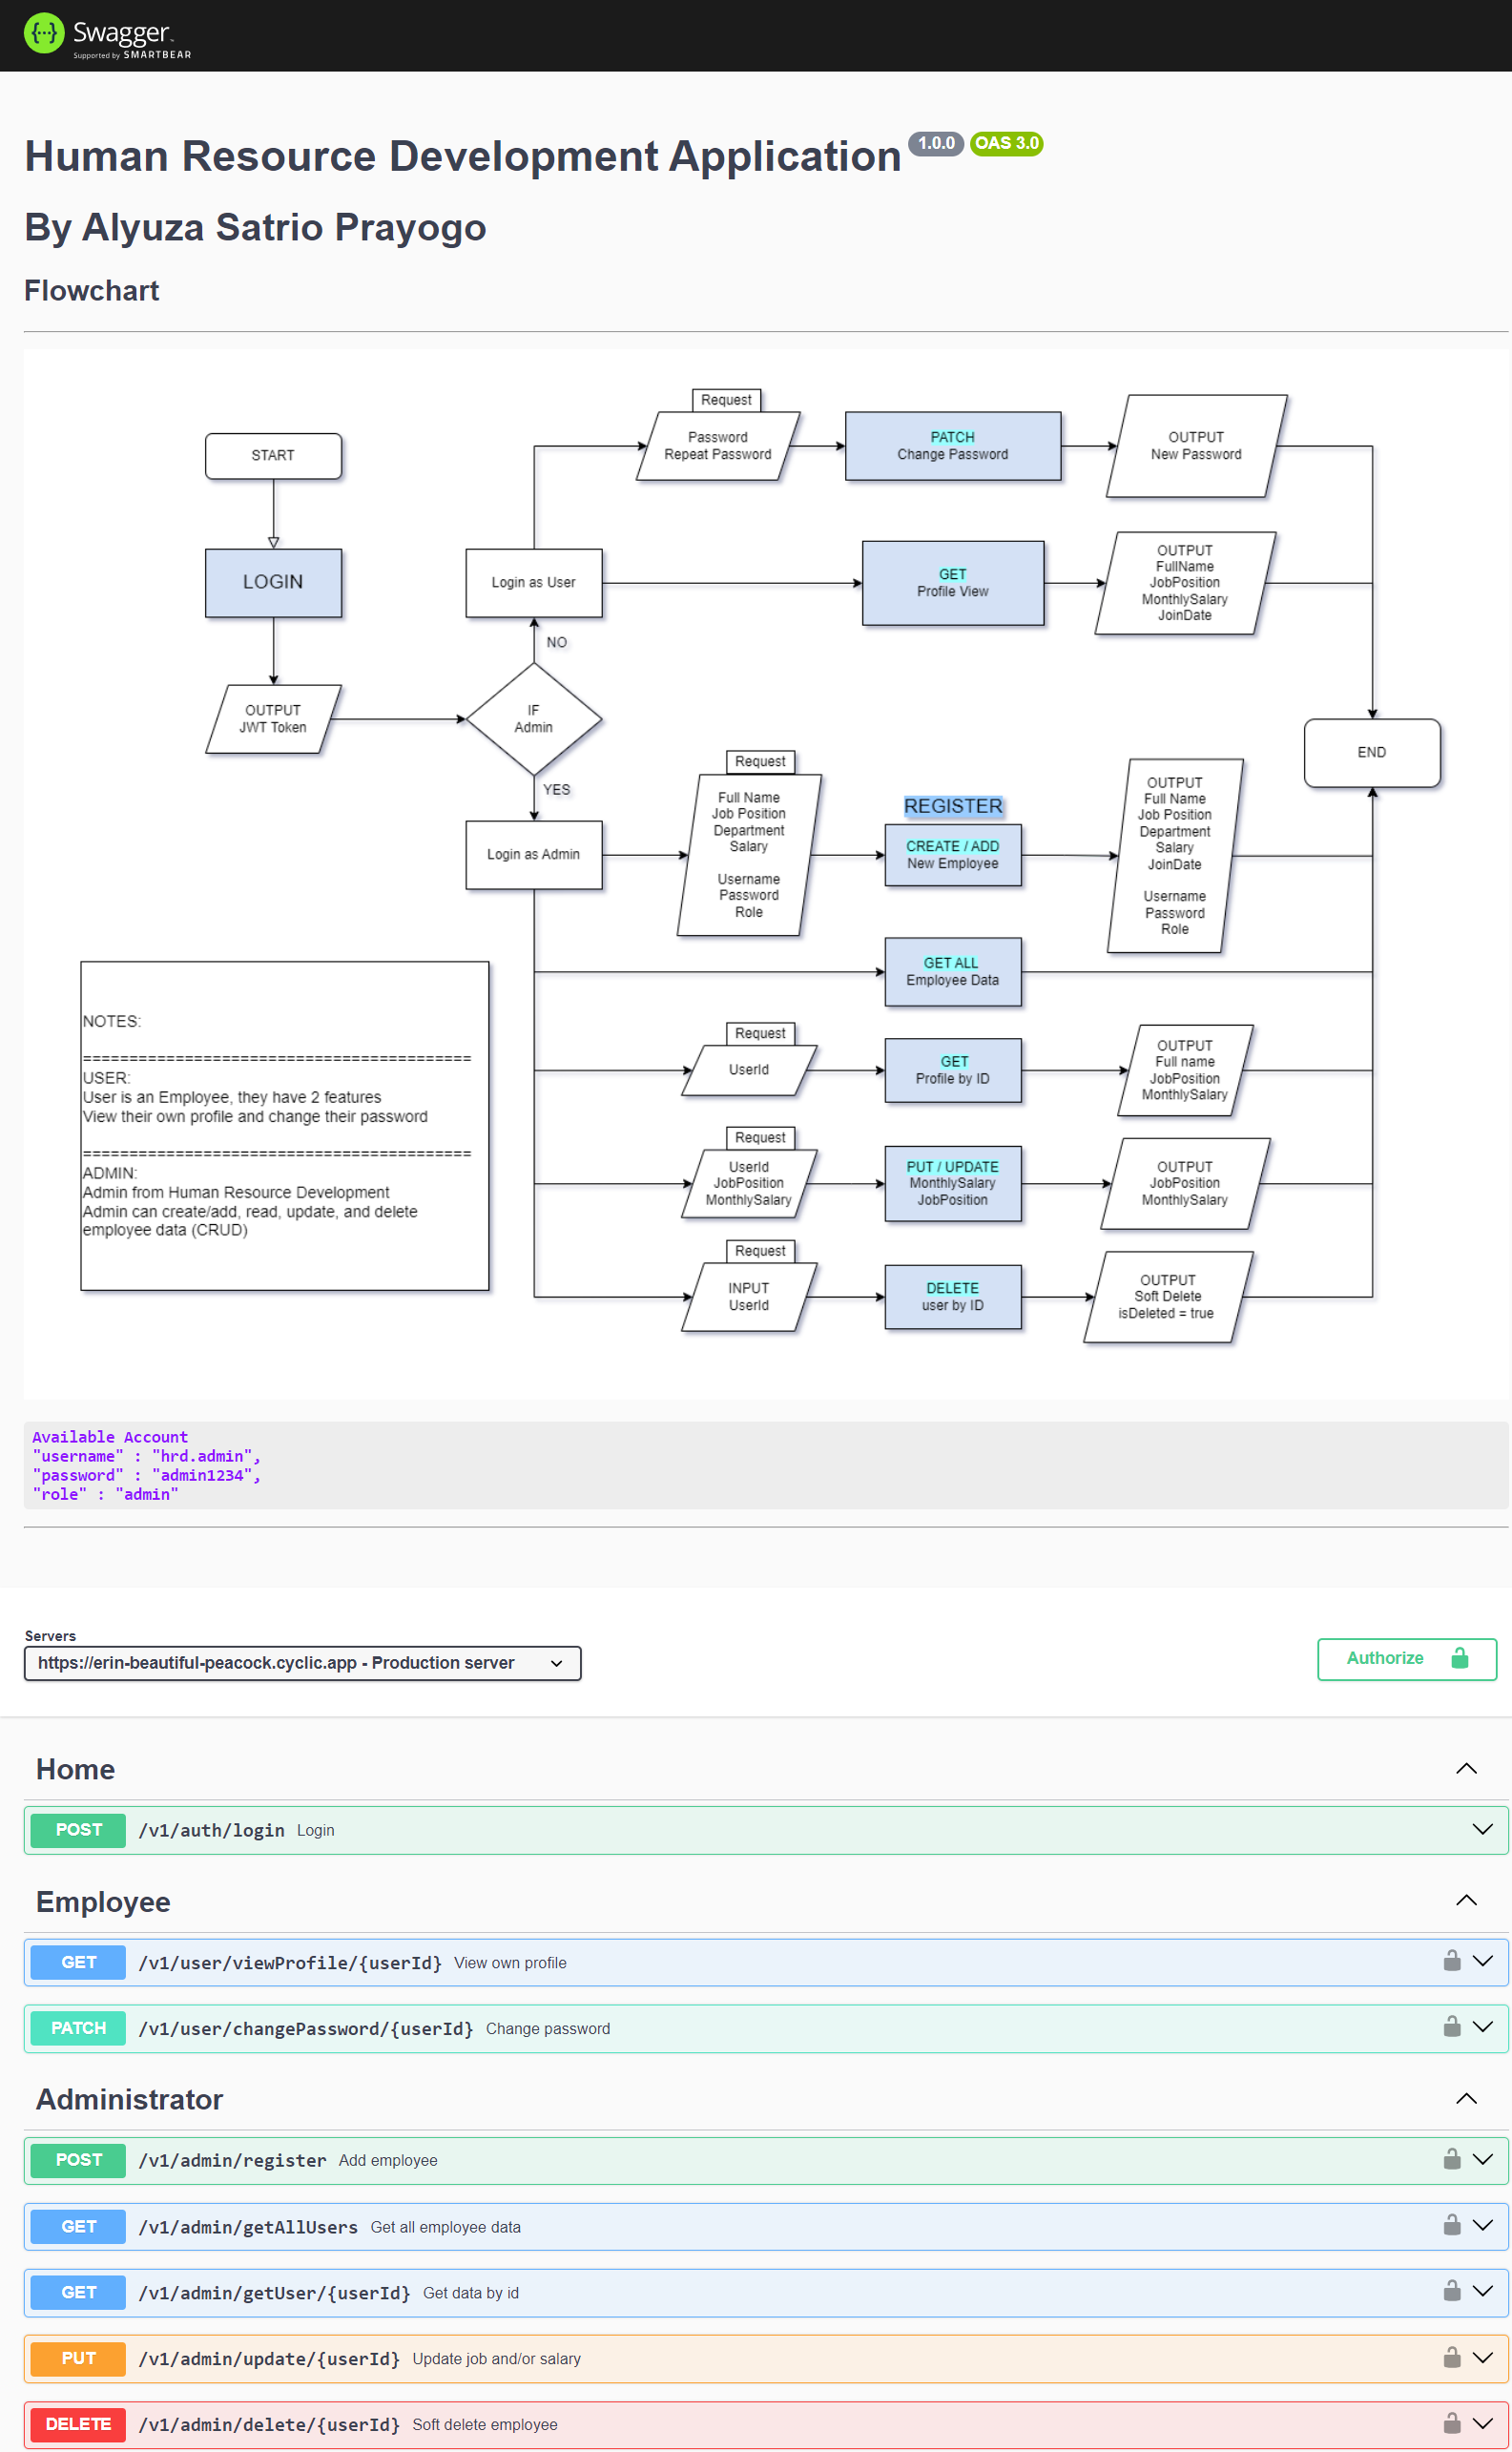 Swagger
Supported by SMARTBEAR
Human Resource Development Application 1.0.0 OAS 3.0
By Alyuza Satrio Prayogo
Flowchart
START
LOGIN
OUTPUT
JWT Token
IF
Admin
NO
YES
Login as User
Login as Admin
Request
Password
Repeat Password
PATCH
Change Password
OUTPUT
New Password
GET
Profile View
OUTPUT
FullName
JobPosition
MonthlySalary
JoinDate
END
Request
Full Name
Job Position
Department
Salary
Username
Password
Role
REGISTER
CREATE / ADD
New Employee
OUTPUT
Full Name
Job Position
Department
Salary
JoinDate
Username
Password
Role
GET ALL
Employee Data
Request
UserId
GET
Profile by ID
OUTPUT
Full name
JobPosition
MonthlySalary
Request
UserId
JobPosition
MonthlySalary
PUT / UPDATE
MonthlySalary
JobPosition
OUTPUT
JobPosition
MonthlySalary
Request
INPUT
UserId
DELETE
user by ID
OUTPUT
Soft Delete
isDeleted = true
NOTES:
==========================================
USER:
User is an Employee, they have 2 features
View their own profile and change their password
==========================================
ADMIN:
Admin from Human Resource Development
Admin can create/add, read, update, and delete
employee data (CRUD)
Available Account
"username" : "hrd.admin",
"password" : "admin1234",
"role" : "admin"
Servers
https://erin-beautiful-peacock.cyclic.app - Production server
Authorize
Home
POST /v1/auth/login Login
Employee
GET /v1/user/viewProfile/{userId} View own profile
PATCH /v1/user/changePassword/{userId} Change password
Administrator
POST /v1/admin/register Add employee
GET /v1/admin/getAllUsers Get all employee data
GET /v1/admin/getUser/{userId} Get data by id
PUT /v1/admin/update/{userId} Update job and/or salary
DELETE /v1/admin/delete/{userId} Soft delete employee